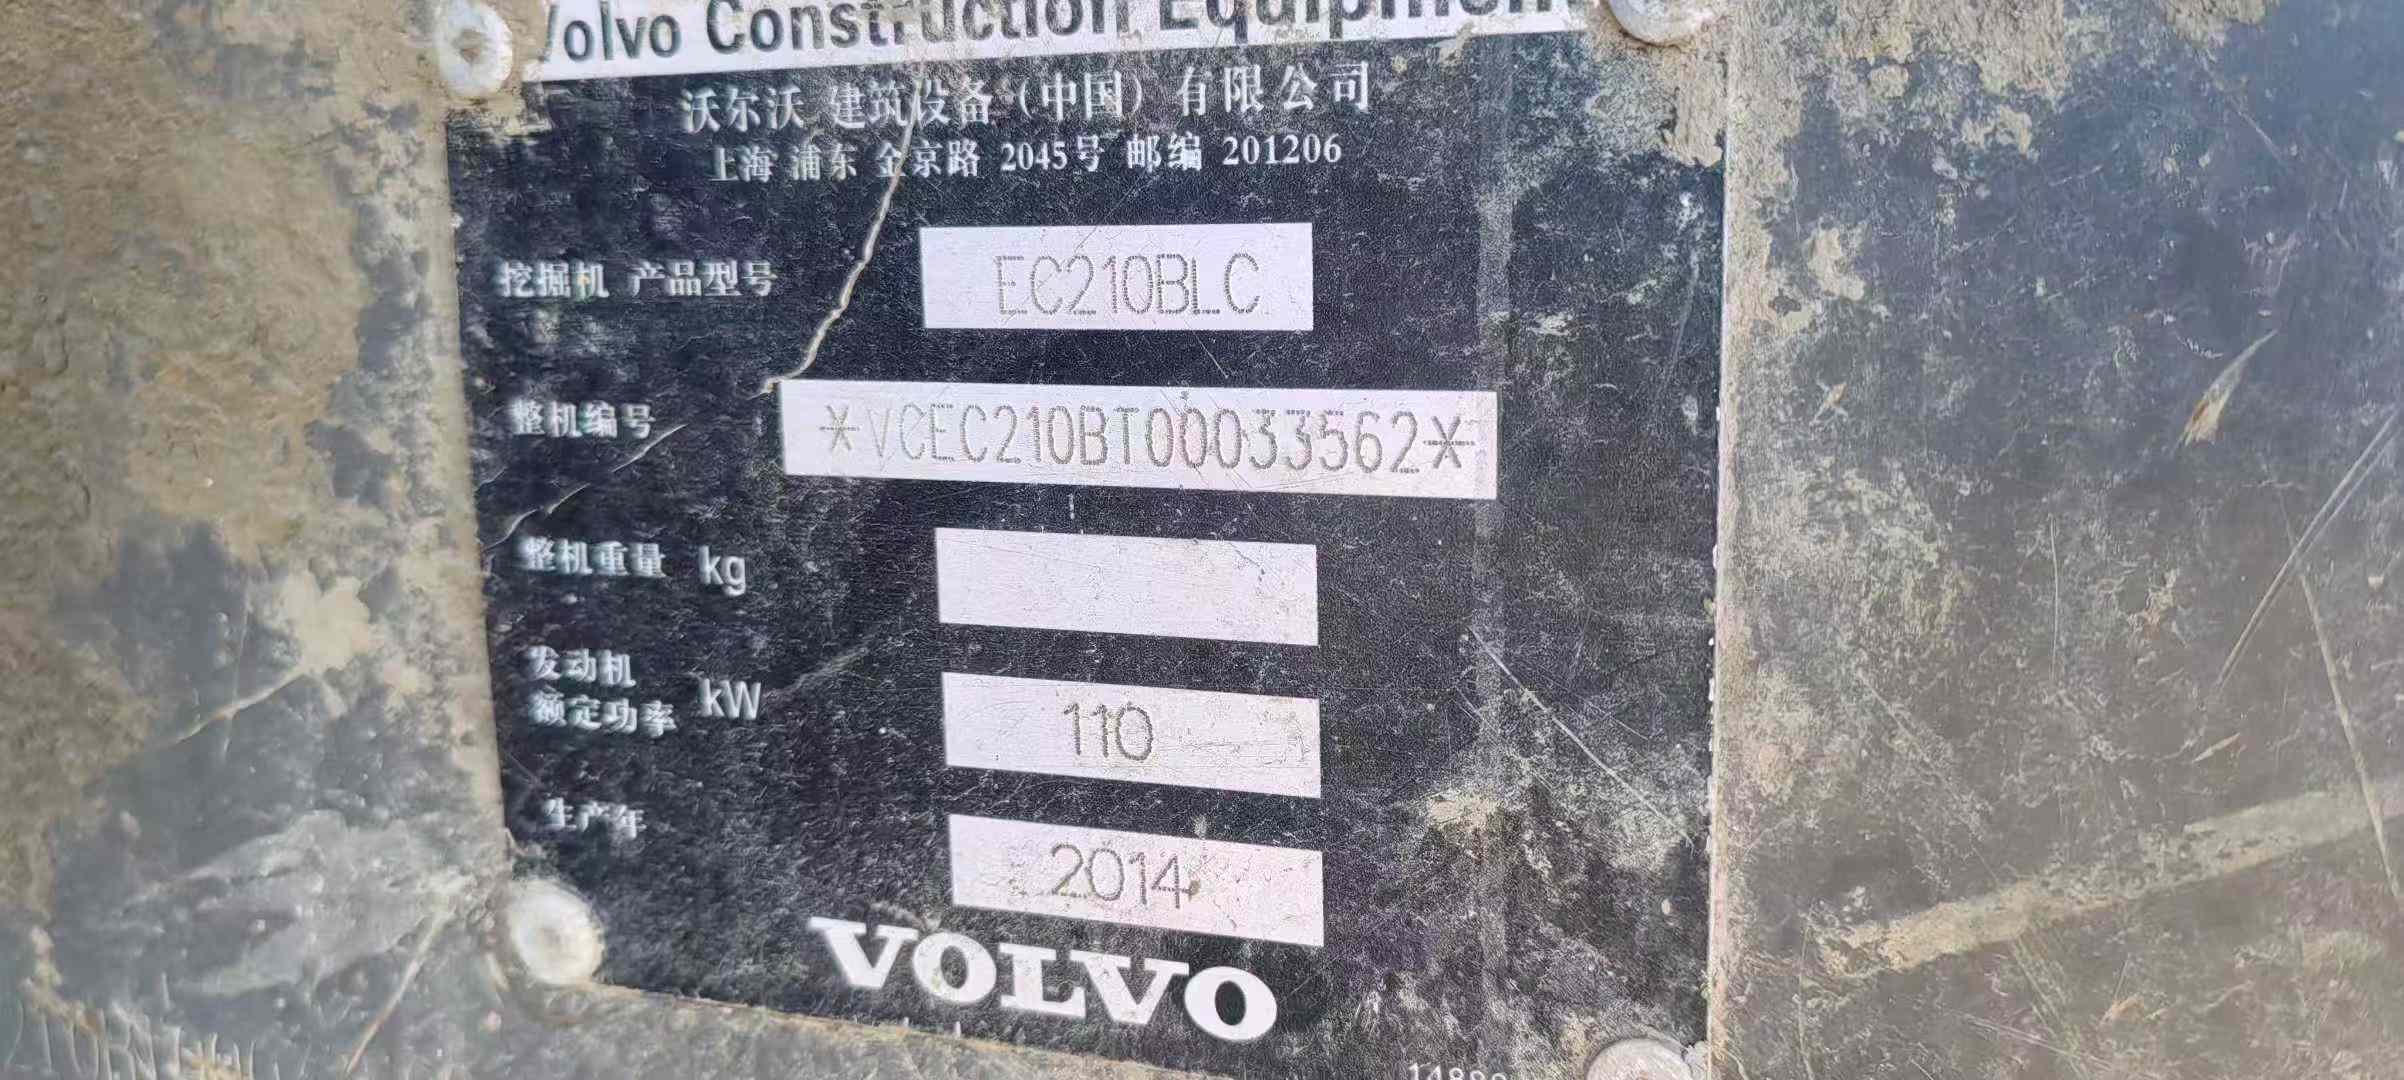 Volvo Construction Equipment
沃尔沃 建筑设备（中国）有限公司
上海 浦东 金京路 2045号 邮编 201206
挖掘机 产品型号 EC210BLC
整机编号 *VCEC210BT00033562*
整机重量 kg
发动机
额定功率 kW 110
生产年 2014
VOLVO